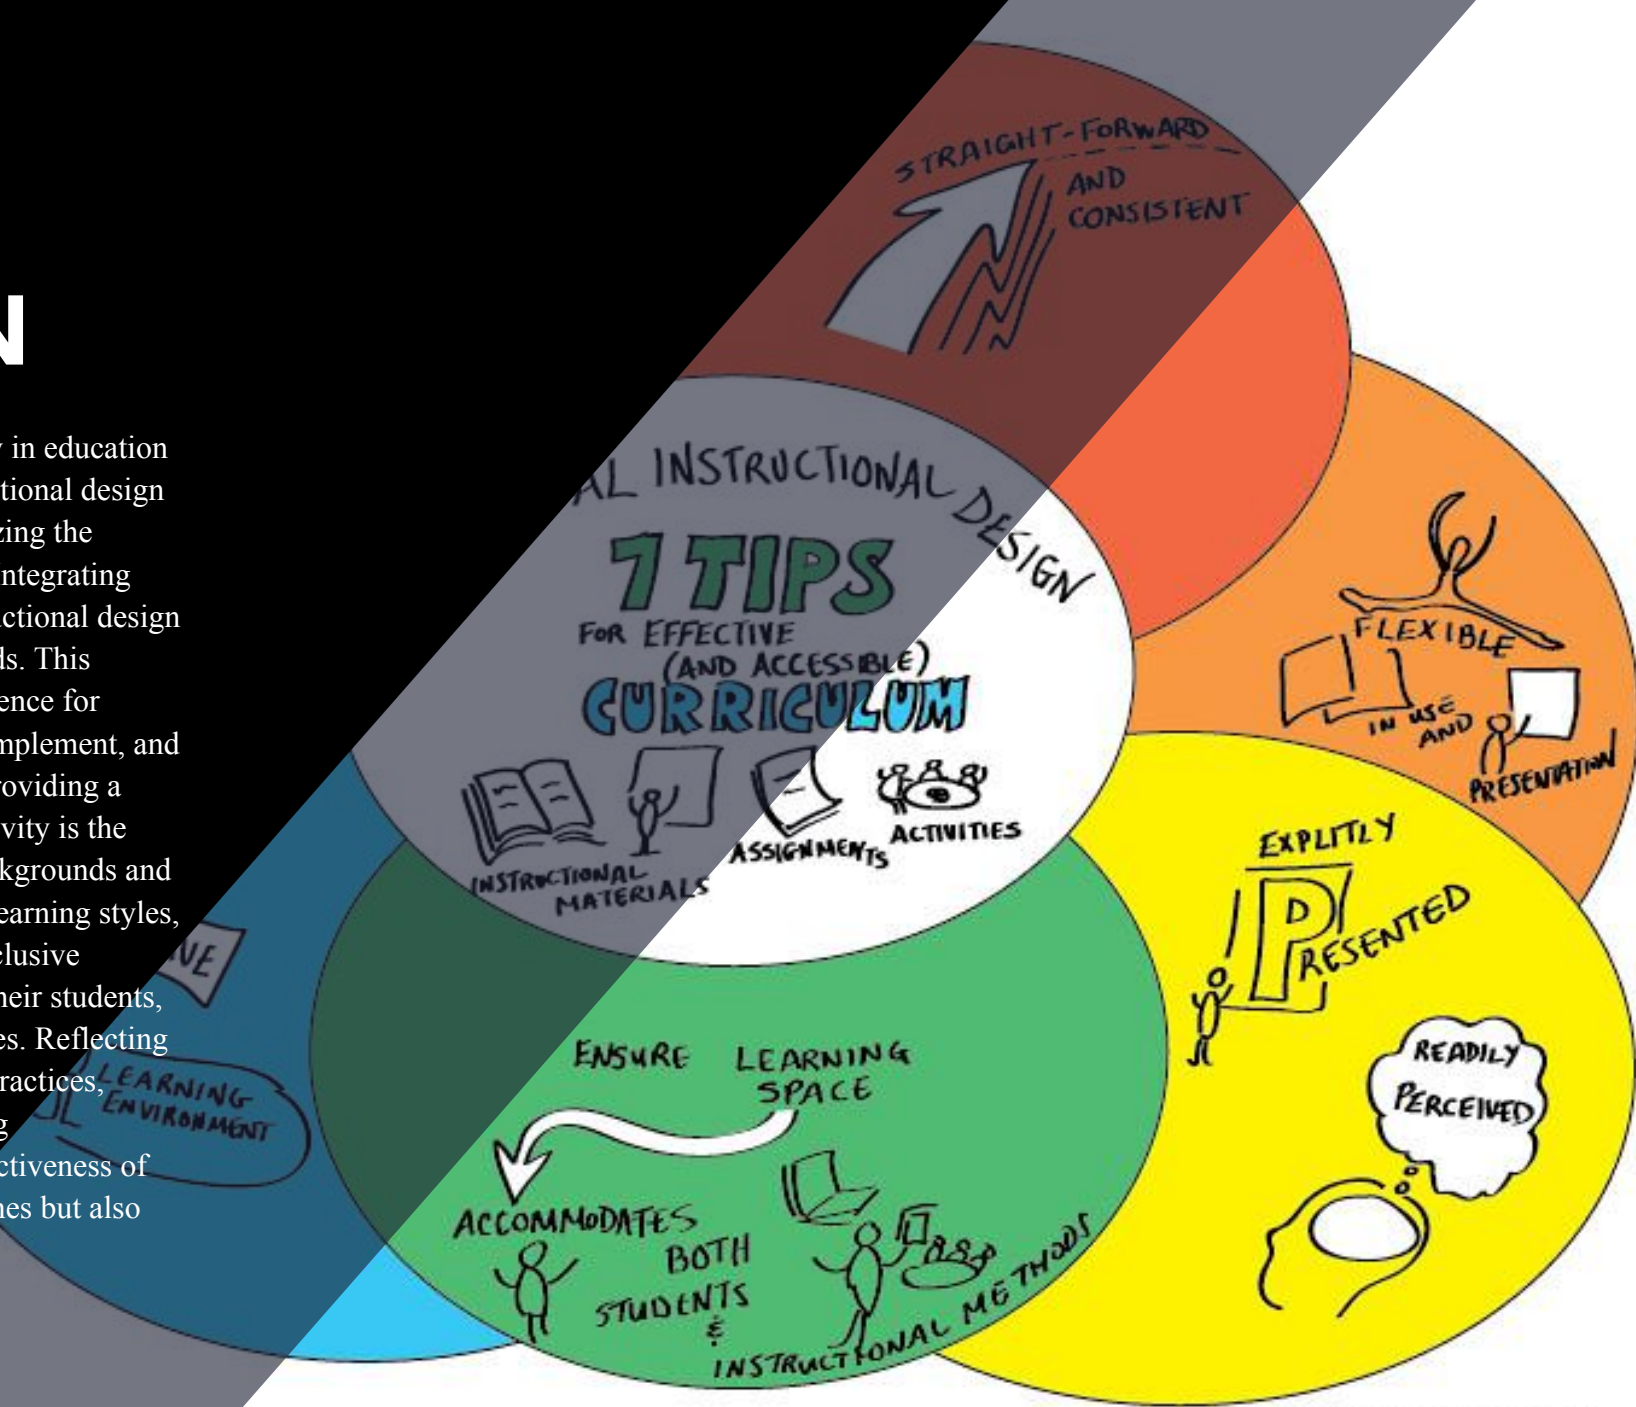 N
in education
tional design
zing the
ntegrating
ctional design
ds. This
ence for
mplement, and
roviding a
vity is the
kgrounds and
earning styles,
clusive
heir students,
es. Reflecting
ractices,
g
ctiveness of
nes but also
STRAIGHT-FORWARD
AND
CONSISTENT
AL INSTRUCTIONAL DESIGN
7 TIPS
FOR EFFECTIVE
(AND ACCESSIBLE)
CURRICULUM
INSTRUCTIONAL
MATERIALS
ASSIGNMENTS
ACTIVITIES
FLEXIBLE
IN USE
AND
PRESENTATION
EXPLITLY
PRESENTED
READILY
PERCEIVED
ENSURE LEARNING
SPACE
ACCOMMODATES
BOTH
STUDENTS
&
INSTRUCTIONAL METHODS
LEARNING
ENVIRONMENT